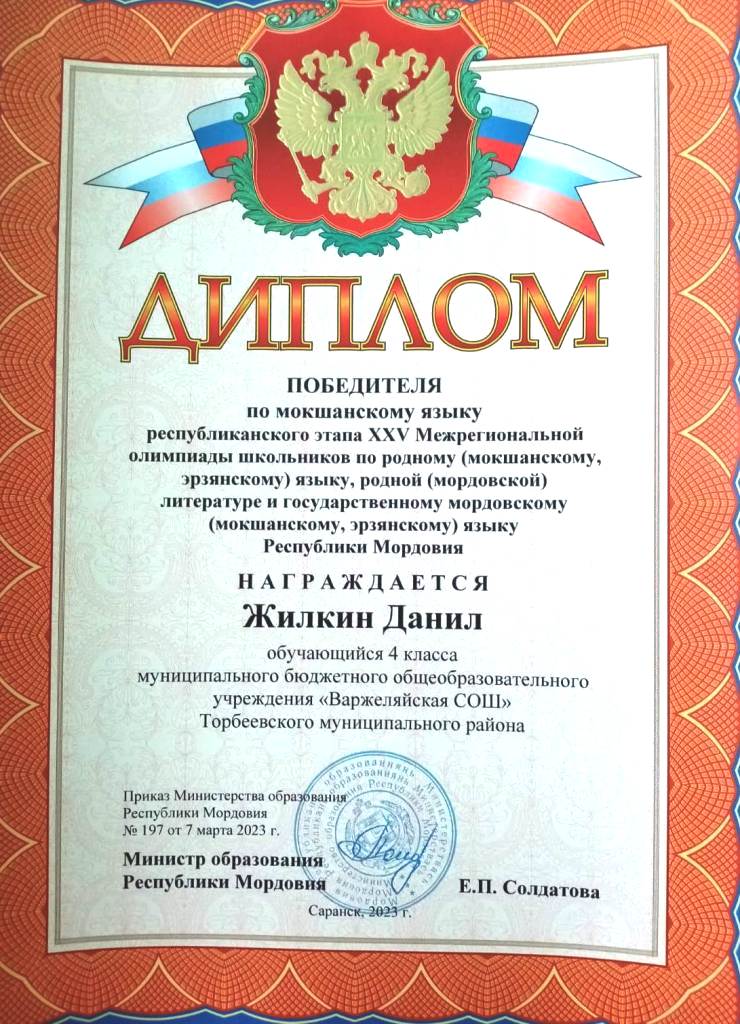 ДИПЛОМ
ПОБЕДИТЕЛЯ
по мокшанскому языку
республиканского этапа XXV Межрегиональной
олимпиады школьников по родному (мокшанскому,
эрзянскому) языку, родной (мордовской)
литературе и государственному мордовскому
(мокшанскому, эрзянскому) языку
Республики Мордовия
НАГРАЖДАЕТСЯ
Жилкин Данил
обучающийся 4 класса
муниципального бюджетного общеобразовательного
учреждения «Варжеляйская СОШ»
Торбеевского муниципального района
Приказ Министерства образования
Республики Мордовия
№ 197 от 7 марта 2023 г.
Министр образования
Республики Мордовия
Е.П. Солдатова
Саранск, 2023 г.